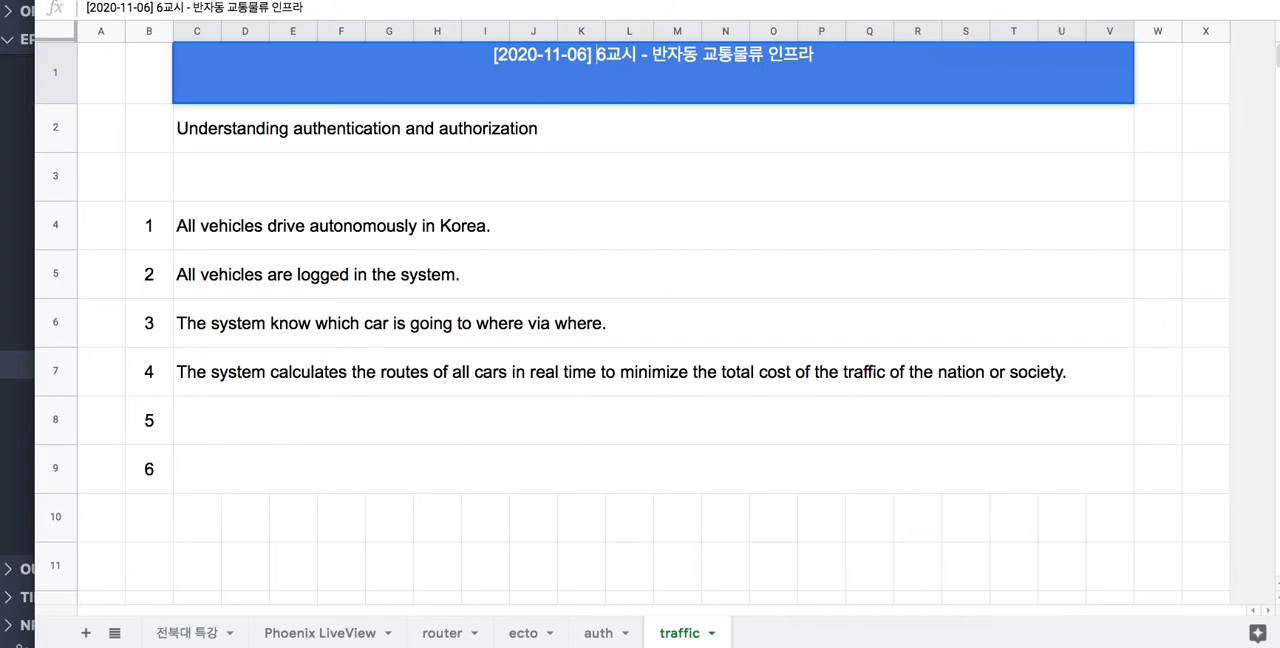 OU
fx [2020-11-06] 6교시 - 반자동 교통물류 인프라
A B C D E F G H I J K L M N O P Q R S T U V W X
1 [2020-11-06] 6교시 - 반자동 교통물류 인프라
2 Understanding authentication and authorization
3
4 1 All vehicles drive autonomously in Korea.
5 2 All vehicles are logged in the system.
6 3 The system know which car is going to where via where.
7 4 The system calculates the routes of all cars in real time to minimize the total cost of the traffic of the nation or society.
8 5
9 6
10
11
TI
NP
+ 전북대 특강 Phoenix LiveView router ecto auth traffic